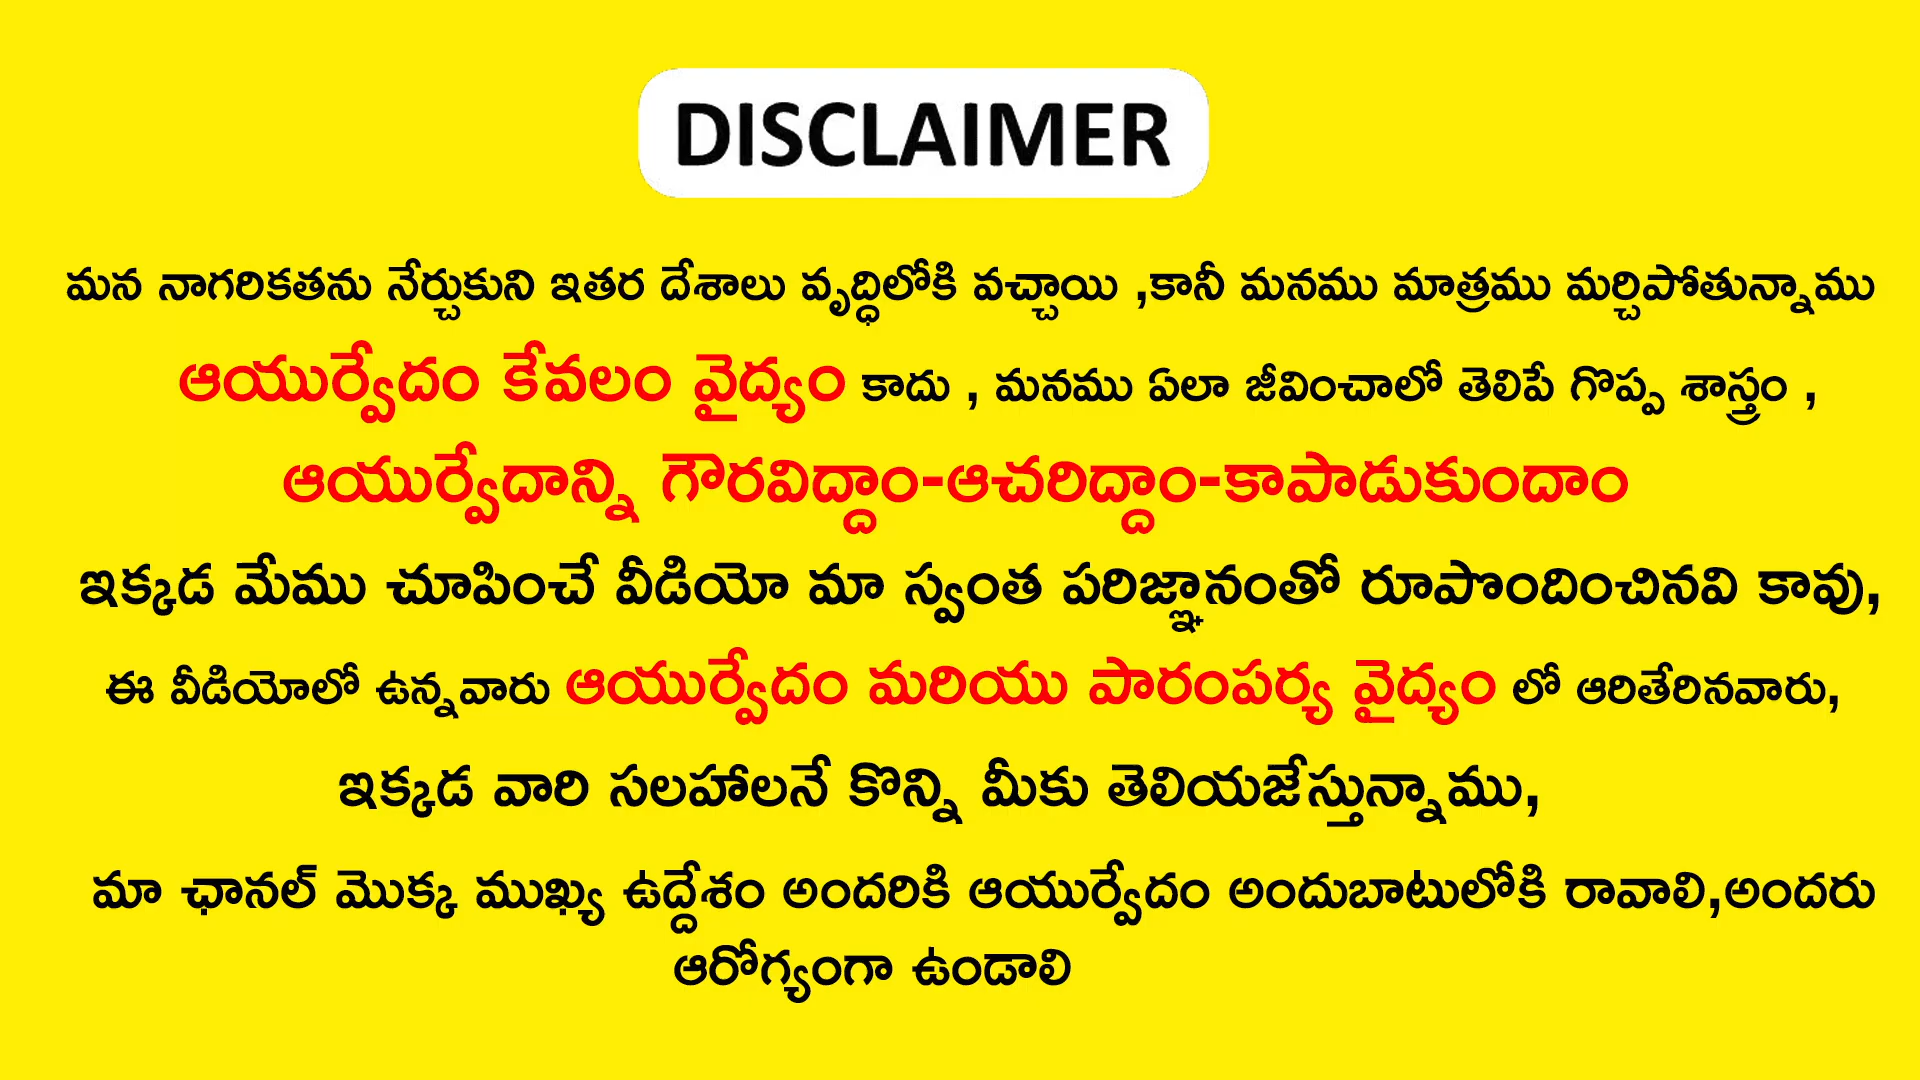 DISCLAIMER
మన నాగరికతను నేర్చుకుని ఇతర దేశాలు వృద్ధిలోకి వచ్చాయి ,కానీ మనము మాత్రము మర్చిపోతున్నాము
ఆయుర్వేదం కేవలం వైద్యం కాదు , మనము ఏలా జీవించాలో తెలిపే గొప్ప శాస్త్రం ,
ఆయుర్వేదాన్ని గౌరవిద్దాం-ఆచరిద్దాం-కాపాడుకుందాం
ఇక్కడ మేము చూపించే వీడియో మా స్వంత పరిజ్ఞానంతో రూపొందించినవి కావు,
ఈ వీడియోలో ఉన్నవారు ఆయుర్వేదం మరియు పారంపర్య వైద్యం లో ఆరితేరినవారు,
ఇక్కడ వారి సలహాలనే కొన్ని మీకు తెలియజేస్తున్నాము,
మా ఛానల్ మొక్క ముఖ్య ఉద్దేశం అందరికి ఆయుర్వేదం అందుబాటులోకి రావాలి,అందరు
ఆరోగ్యంగా ఉండాలి